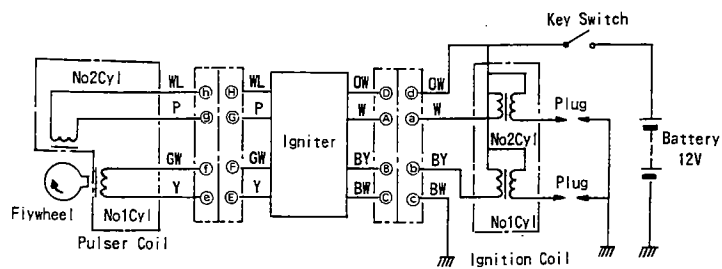 Key Switch
No2Cyl
WL h H WL OW D d OW
P g G P W A a W
Plug
Igniter
No2Cyl
Battery
12V
GW f F GW BY B b BY
Y e E Y BW C c BW
Plug
Flywheel
No1Cyl
No1Cyl
Pulser Coil
Ignition Coil